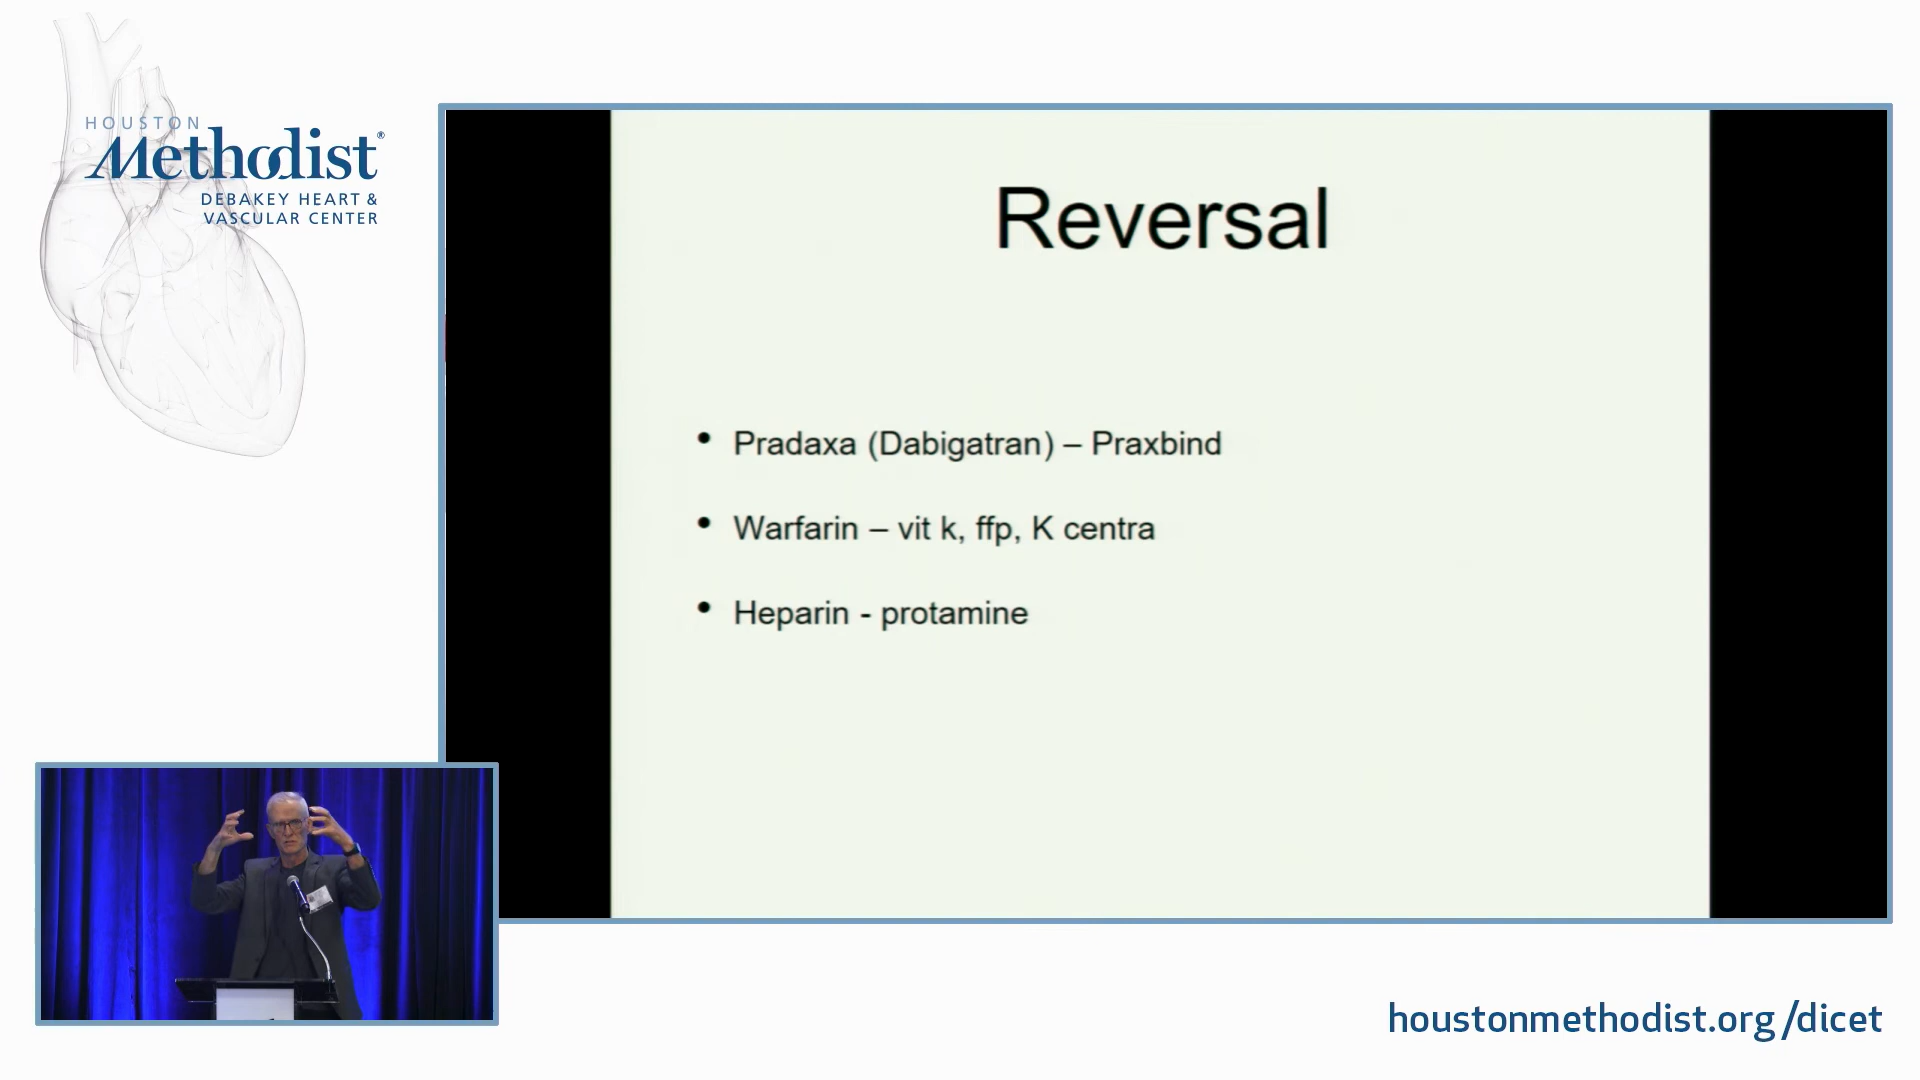 HOUSTON
Methodist®
DEBAKEY HEART &
VASCULAR CENTER
Reversal
• Pradaxa (Dabigatran) – Praxbind
• Warfarin – vit k, ffp, K centra
• Heparin - protamine
houstonmethodist.org/dicet